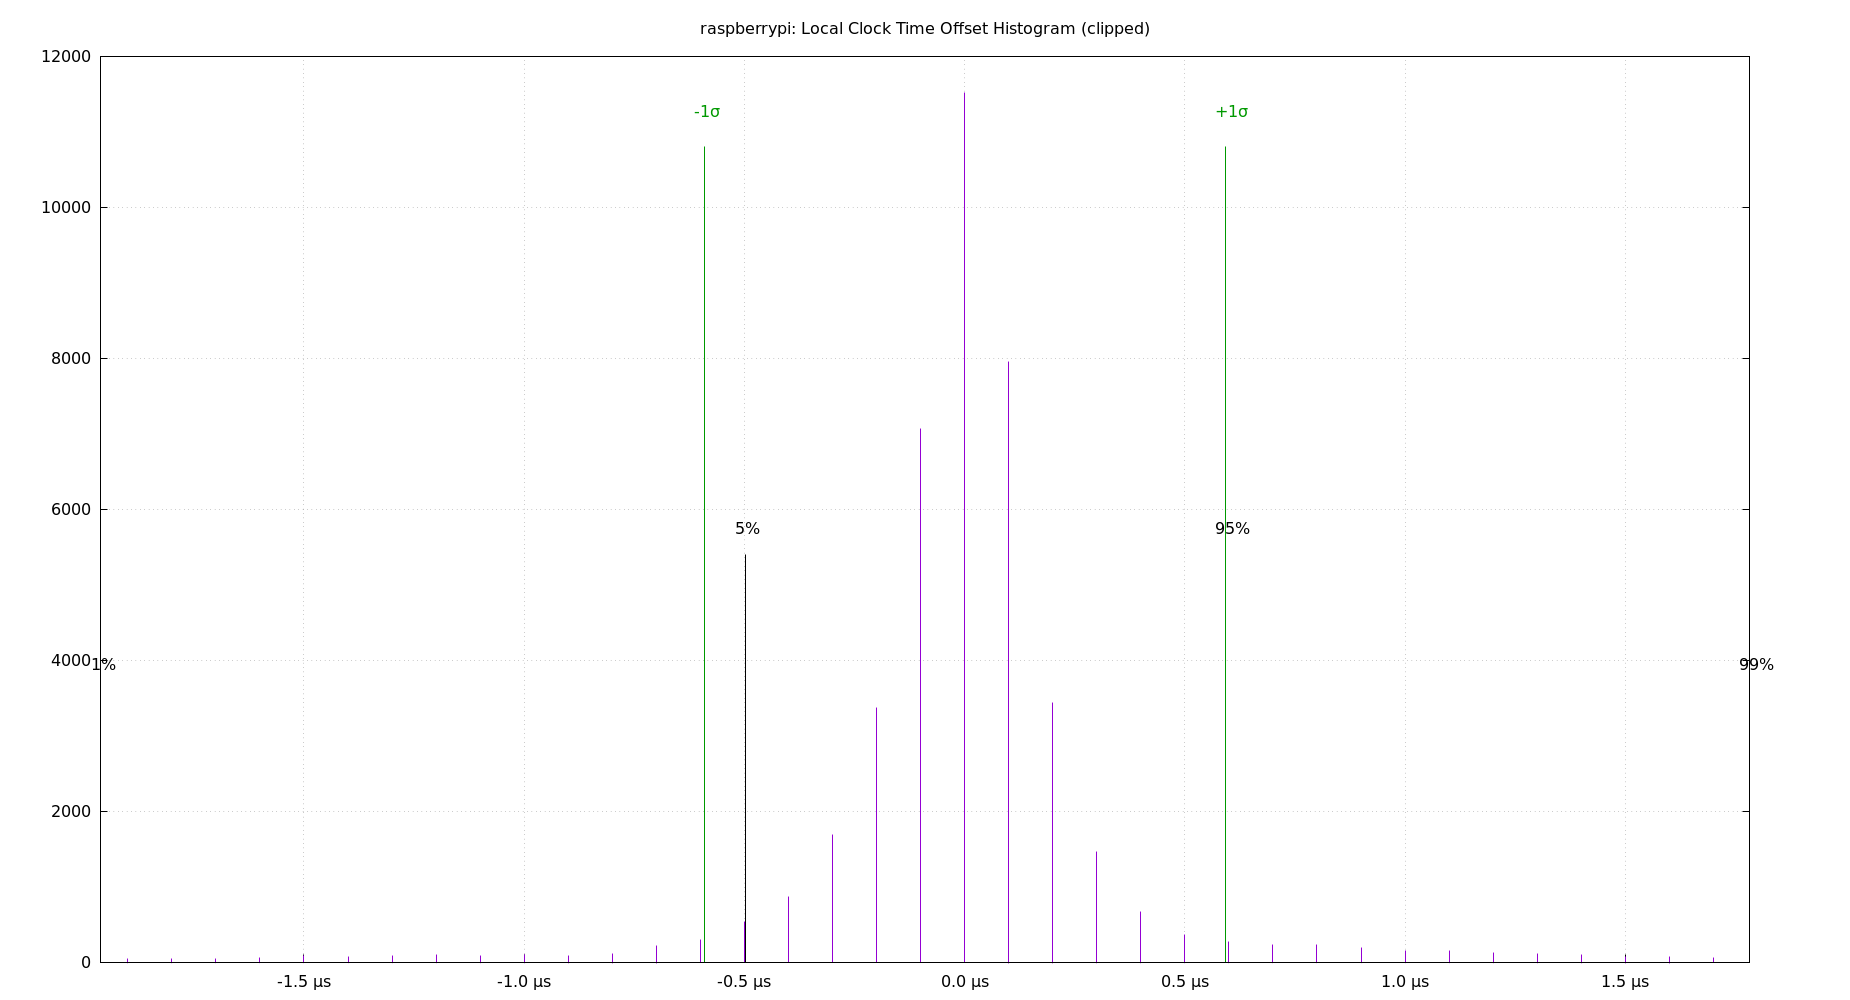 raspberrypi: Local Clock Time Offset Histogram (clipped)
12000
-1σ
+1σ
10000
8000
6000
5%
95%
4000
1%
99%
2000
0
-1.5 µs
-1.0 µs
-0.5 µs
0.0 µs
0.5 µs
1.0 µs
1.5 µs